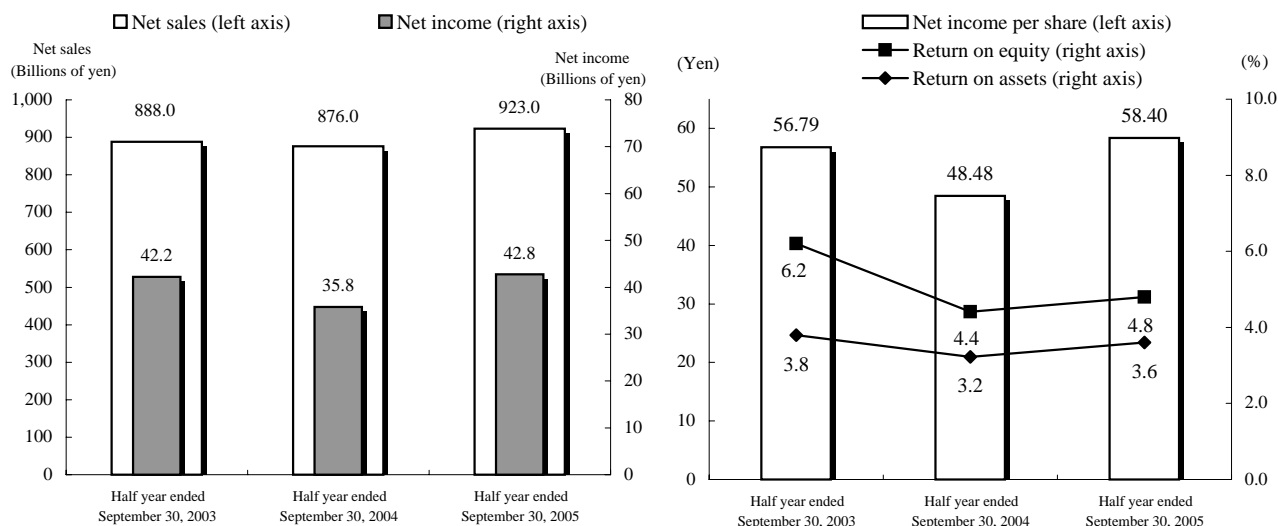 Net sales (left axis)
Net income (right axis)
Net sales
(Billions of yen)
Net income
(Billions of yen)
1,000
900
800
700
600
500
400
300
200
100
0
888.0
876.0
923.0
42.2
35.8
42.8
80
70
60
50
40
30
20
10
0
Half year ended
September 30, 2003
Half year ended
September 30, 2004
Half year ended
September 30, 2005
Net income per share (left axis)
Return on equity (right axis)
Return on assets (right axis)
(Yen)
(%)
60
50
40
30
20
10
0
56.79
48.48
58.40
6.2
4.4
4.8
3.8
3.2
3.6
10.0
8.0
6.0
4.0
2.0
0.0
Half year ended
September 30, 2003
Half year ended
September 30, 2004
Half year ended
September 30, 2005